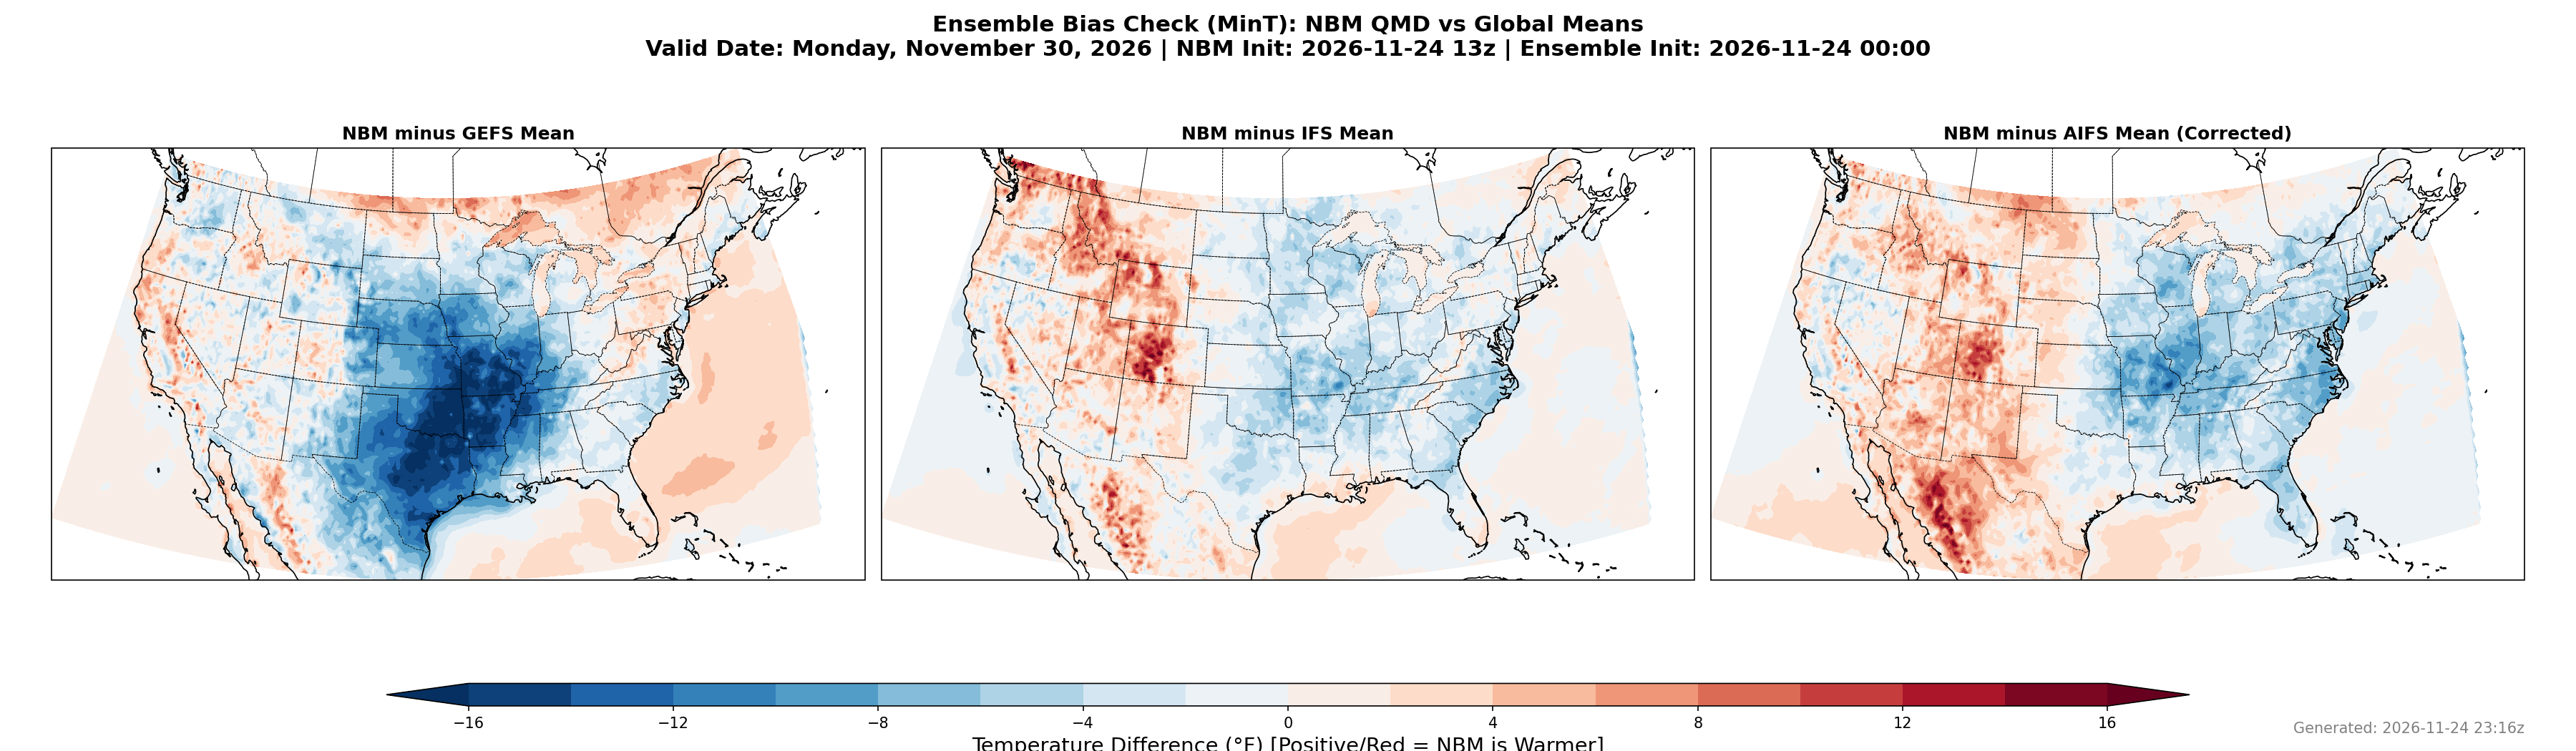 Ensemble Bias Check (MinT): NBM QMD vs Global Means
Valid Date: Monday, November 30, 2026 | NBM Init: 2026-11-24 13z | Ensemble Init: 2026-11-24 00:00
NBM minus GEFS Mean
NBM minus IFS Mean
NBM minus AIFS Mean (Corrected)
−16 −12 −8 −4 0 4 8 12 16
Generated: 2026-11-24 23:16z
Temperature Difference (°F) [Positive/Red = NBM is Warmer]